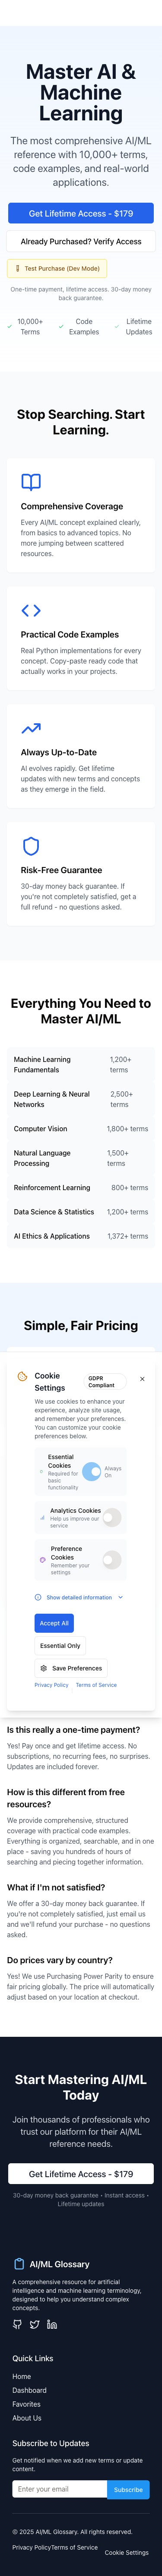 Master AI &
Machine
Learning
The most comprehensive AI/ML
reference with 10,000+ terms,
code examples, and real-world
applications.
Get Lifetime Access - $179
Already Purchased? Verify Access
Test Purchase (Dev Mode)
One-time payment, lifetime access. 30-day money
back guarantee.
10,000+
Terms
Code
Examples
Lifetime
Updates
Stop Searching. Start
Learning.
Comprehensive Coverage
Every AI/ML concept explained clearly,
from basics to advanced topics. No
more jumping between scattered
resources.
Practical Code Examples
Real Python implementations for every
concept. Copy-paste ready code that
actually works in your projects.
Always Up-to-Date
AI evolves rapidly. Get lifetime
updates with new terms and concepts
as they emerge in the field.
Risk-Free Guarantee
30-day money back guarantee. If
you're not completely satisfied, get a
full refund - no questions asked.
Everything You Need to
Master AI/ML
Machine Learning
Fundamentals
1,200+
terms
Deep Learning & Neural
Networks
2,500+
terms
Computer Vision
1,800+ terms
Natural Language
Processing
1,500+
terms
Reinforcement Learning
800+ terms
Data Science & Statistics
1,200+ terms
AI Ethics & Applications
1,372+ terms
Simple, Fair Pricing
Cookie
Settings
GDPR
Compliant
We use cookies to enhance your
experience, analyze site usage,
and remember your preferences.
You can customize your cookie
preferences below.
Essential
Cookies
Required for
basic
functionality
Always
On
Analytics Cookies
Help us improve our
service
Preference
Cookies
Remember your
settings
Show detailed information
Accept All
Essential Only
Save Preferences
Privacy Policy
Terms of Service
Is this really a one-time payment?
Yes! Pay once and get lifetime access. No
subscriptions, no recurring fees, no surprises.
Updates are included forever.
How is this different from free
resources?
We provide comprehensive, structured
coverage with practical code examples.
Everything is organized, searchable, and in one
place - saving you hundreds of hours of
searching and piecing together information.
What if I'm not satisfied?
We offer a 30-day money back guarantee. If
you're not completely satisfied, just email us
and we'll refund your purchase - no questions
asked.
Do prices vary by country?
Yes! We use Purchasing Power Parity to ensure
fair pricing globally. The price will automatically
adjust based on your location at checkout.
Start Mastering AI/ML
Today
Join thousands of professionals who
trust our platform for their AI/ML
reference needs.
Get Lifetime Access - $179
30-day money back guarantee • Instant access •
Lifetime updates
AI/ML Glossary
A comprehensive resource for artificial
intelligence and machine learning terminology,
designed to help you understand complex
concepts.
Quick Links
Home
Dashboard
Favorites
About Us
Subscribe to Updates
Get notified when we add new terms or update
content.
Enter your email
Subscribe
© 2025 AI/ML Glossary. All rights reserved.
Privacy Policy
Terms of Service
Cookie Settings